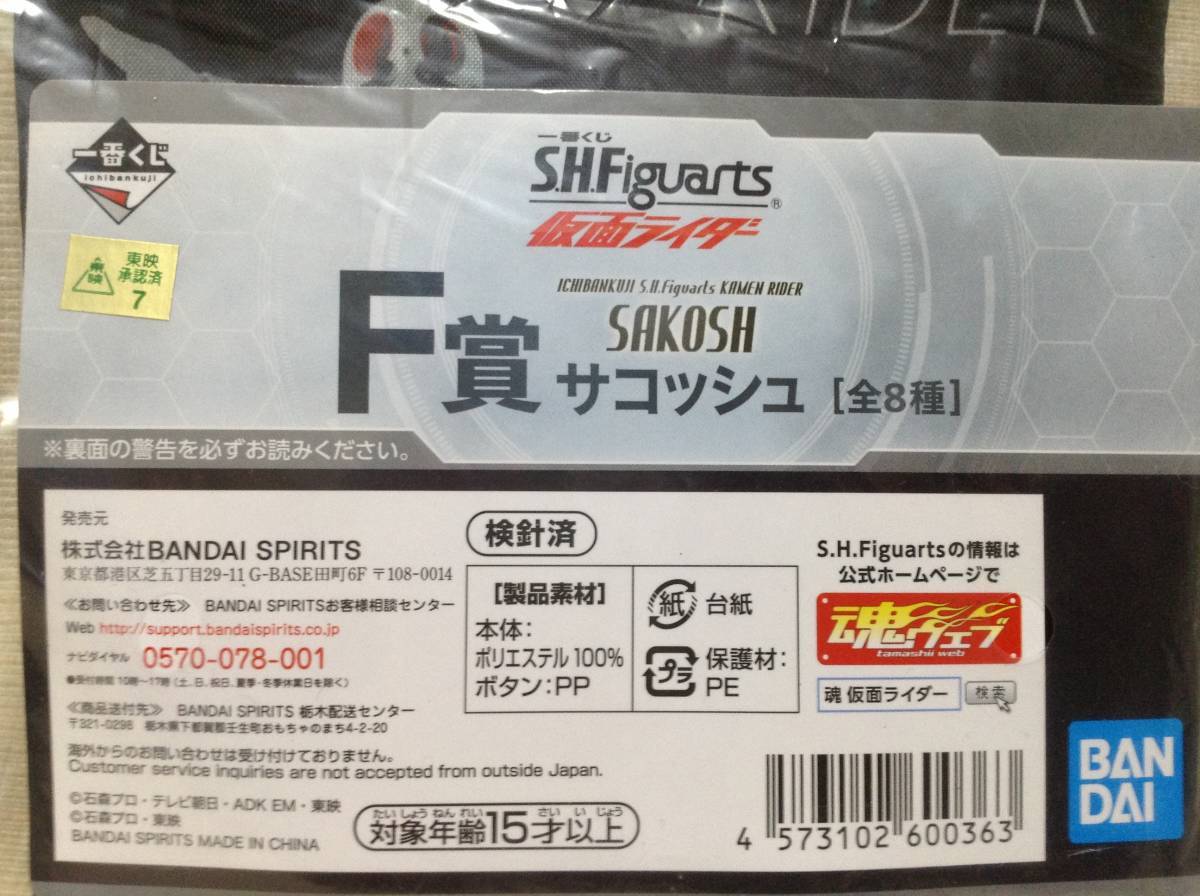 RIDER
一番くじ
ichibankuji
東映
東映
承認済
7
一番くじ
S.H.Figuarts®
仮面ライダー
ICHIBANKUJI S.H.Figuarts KAMEN RIDER
SAKOSH
F賞 サコッシュ [全8種]
※裏面の警告を必ずお読みください。
発売元
株式会社BANDAI SPIRITS
東京都港区芝五丁目29-11 G-BASE田町6F 〒108-0014
≪お問い合わせ先≫ BANDAI SPIRITSお客様相談センター
Web http://support.bandaispirits.co.jp
ナビダイヤル 0570-078-001
●受付時間 10時〜17時 (土、日、祝日、夏季・冬季休業日を除く)
≪商品送付先≫ BANDAI SPIRITS 栃木配送センター
〒321-0298 栃木県下都賀郡壬生町おもちゃのまち4-2-20
海外からのお問い合わせは受け付けておりません。
Customer service inquiries are not accepted from outside Japan.
©石森プロ・テレビ朝日・ADK EM・東映
©石森プロ・東映
BANDAI SPIRITS MADE IN CHINA
たいしょうねんれい さい いじょう
対象年齢15才以上
検針済
[製品素材]
本体:
ポリエステル100%
ボタン:PP
紙 台紙
プラ 保護材:
PE
S.H.Figuartsの情報は
公式ホームページで
魂ウェブ
tamashii web
魂 仮面ライダー 検索
4 573102 600363
BAN
DAI